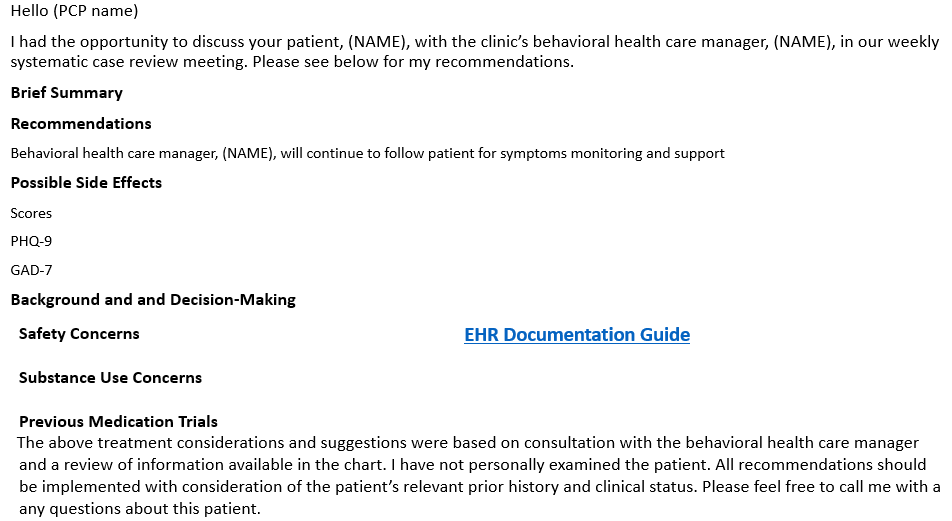 Hello (PCP name)
I had the opportunity to discuss your patient, (NAME), with the clinic’s behavioral health care manager, (NAME), in our weekly
systematic case review meeting. Please see below for my recommendations.
Brief Summary
Recommendations
Behavioral health care manager, (NAME), will continue to follow patient for symptoms monitoring and support
Possible Side Effects
Scores
PHQ-9
GAD-7
Background and and Decision-Making
Safety Concerns
EHR Documentation Guide
Substance Use Concerns
Previous Medication Trials
The above treatment considerations and suggestions were based on consultation with the behavioral health care manager
and a review of information available in the chart. I have not personally examined the patient. All recommendations should
be implemented with consideration of the patient’s relevant prior history and clinical status. Please feel free to call me with a
any questions about this patient.